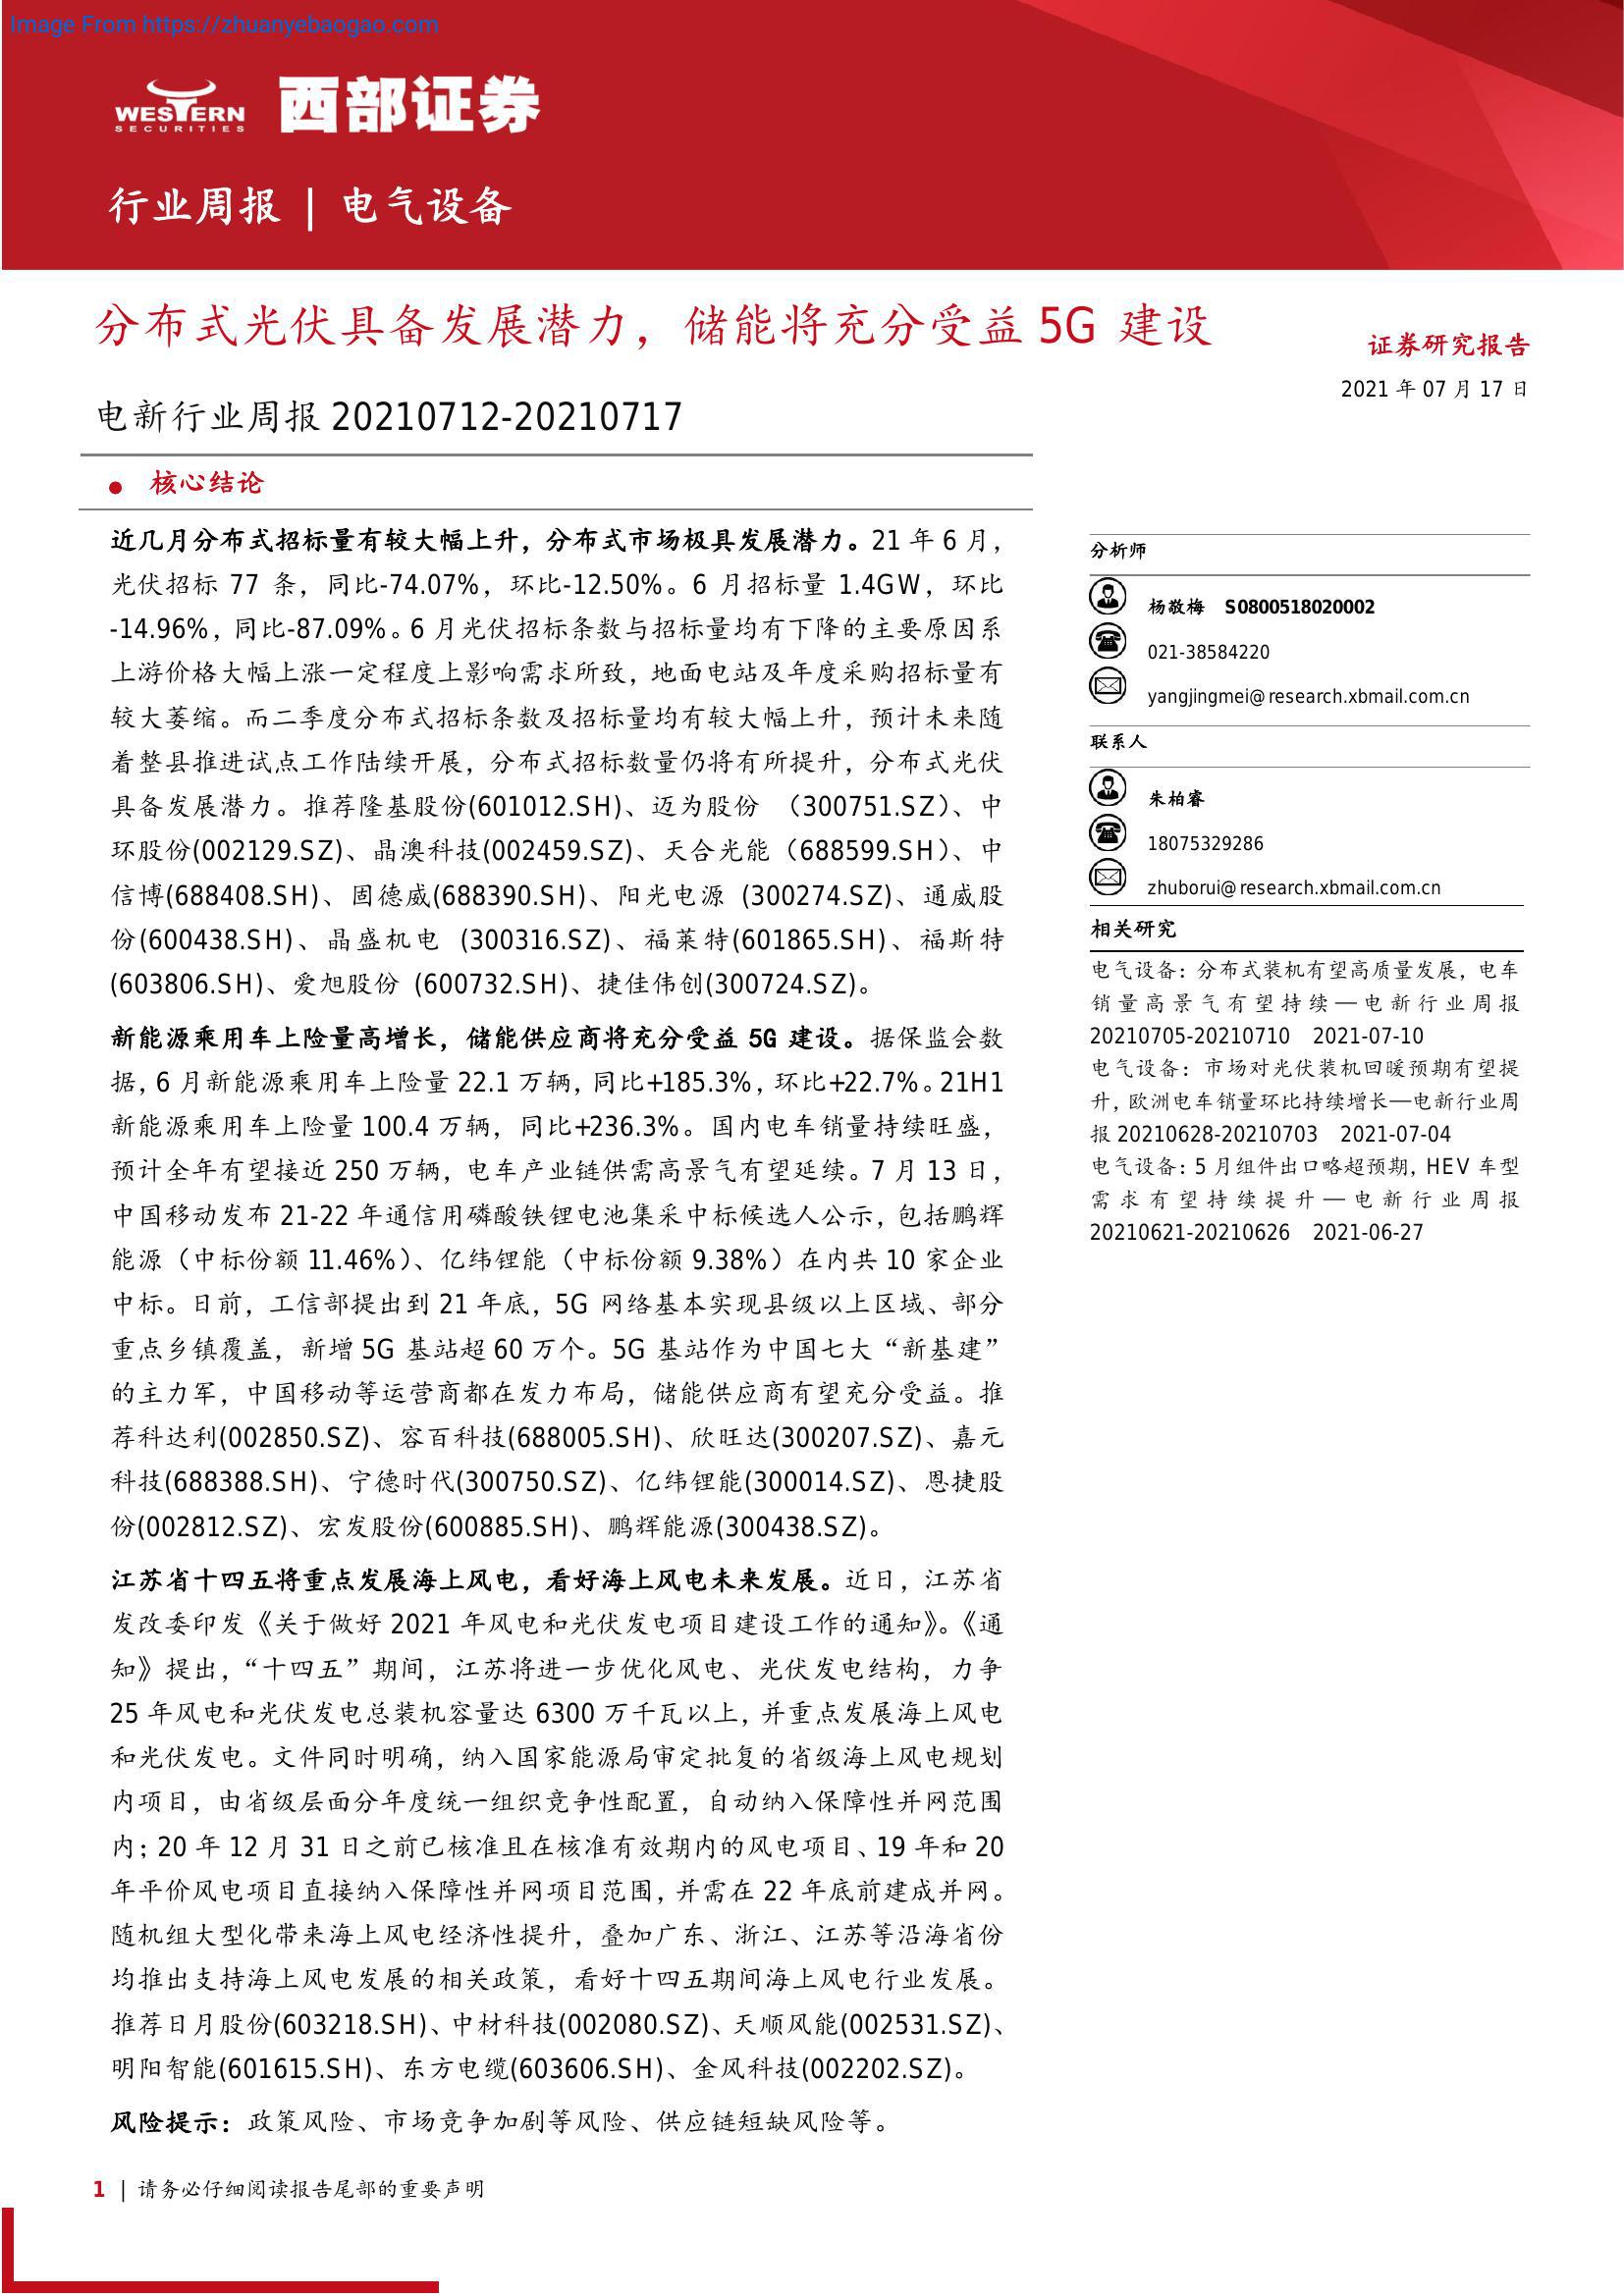 Image From https://zhuanyebaogao.com
WESTERN
SECURITIES
西部证券
行业周报 | 电气设备
分布式光伏具备发展潜力，储能将充分受益 5G 建设
证券研究报告
2021 年 07 月 17 日
电新行业周报 20210712-20210717
● 核心结论
近几月分布式招标量有较大幅上升，分布式市场极具发展潜力。21 年 6 月，
光伏招标 77 条，同比-74.07%，环比-12.50%。6 月招标量 1.4GW，环比
-14.96%，同比-87.09%。6 月光伏招标条数与招标量均有下降的主要原因系
上游价格大幅上涨一定程度上影响需求所致，地面电站及年度采购招标量有
较大萎缩。而二季度分布式招标条数及招标量均有较大幅上升，预计未来随
着整县推进试点工作陆续开展，分布式招标数量仍将有所提升，分布式光伏
具备发展潜力。推荐隆基股份(601012.SH)、迈为股份 （300751.SZ）、中
环股份(002129.SZ)、晶澳科技(002459.SZ)、天合光能（688599.SH）、中
信博(688408.SH)、固德威(688390.SH)、阳光电源 (300274.SZ)、通威股
份(600438.SH)、晶盛机电 (300316.SZ)、福莱特(601865.SH)、福斯特
(603806.SH)、爱旭股份 (600732.SH)、捷佳伟创(300724.SZ)。
新能源乘用车上险量高增长，储能供应商将充分受益 5G 建设。据保监会数
据，6 月新能源乘用车上险量 22.1 万辆，同比+185.3%，环比+22.7%。21H1
新能源乘用车上险量 100.4 万辆，同比+236.3%。国内电车销量持续旺盛，
预计全年有望接近 250 万辆，电车产业链供需高景气有望延续。7 月 13 日，
中国移动发布 21-22 年通信用磷酸铁锂电池集采中标候选人公示，包括鹏辉
能源（中标份额 11.46%）、亿纬锂能（中标份额 9.38%）在内共 10 家企业
中标。日前，工信部提出到 21 年底，5G 网络基本实现县级以上区域、部分
重点乡镇覆盖，新增 5G 基站超 60 万个。5G 基站作为中国七大“新基建”
的主力军，中国移动等运营商都在发力布局，储能供应商有望充分受益。推
荐科达利(002850.SZ)、容百科技(688005.SH)、欣旺达(300207.SZ)、嘉元
科技(688388.SH)、宁德时代(300750.SZ)、亿纬锂能(300014.SZ)、恩捷股
份(002812.SZ)、宏发股份(600885.SH)、鹏辉能源(300438.SZ)。
江苏省十四五将重点发展海上风电，看好海上风电未来发展。近日，江苏省
发改委印发《关于做好 2021 年风电和光伏发电项目建设工作的通知》。《通
知》提出，“十四五”期间，江苏将进一步优化风电、光伏发电结构，力争
25 年风电和光伏发电总装机容量达 6300 万千瓦以上，并重点发展海上风电
和光伏发电。文件同时明确，纳入国家能源局审定批复的省级海上风电规划
内项目，由省级层面分年度统一组织竞争性配置，自动纳入保障性并网范围
内；20 年 12 月 31 日之前已核准且在核准有效期内的风电项目、19 年和 20
年平价风电项目直接纳入保障性并网项目范围，并需在 22 年底前建成并网。
随机组大型化带来海上风电经济性提升，叠加广东、浙江、江苏等沿海省份
均推出支持海上风电发展的相关政策，看好十四五期间海上风电行业发展。
推荐日月股份(603218.SH)、中材科技(002080.SZ)、天顺风能(002531.SZ)、
明阳智能(601615.SH)、东方电缆(603606.SH)、金风科技(002202.SZ)。
风险提示：政策风险、市场竞争加剧等风险、供应链短缺风险等。
分析师
杨敬梅 S0800518020002
021-38584220
yangjingmei@research.xbmail.com.cn
联系人
朱柏睿
18075329286
zhuborui@research.xbmail.com.cn
相关研究
电气设备：分布式装机有望高质量发展，电车
销量高景气有望持续—电新行业周报
20210705-20210710 2021-07-10
电气设备：市场对光伏装机回暖预期有望提
升，欧洲电车销量环比持续增长—电新行业周
报 20210628-20210703 2021-07-04
电气设备：5 月组件出口略超预期，HEV 车型
需求有望持续提升—电新行业周报
20210621-20210626 2021-06-27
1 | 请务必仔细阅读报告尾部的重要声明